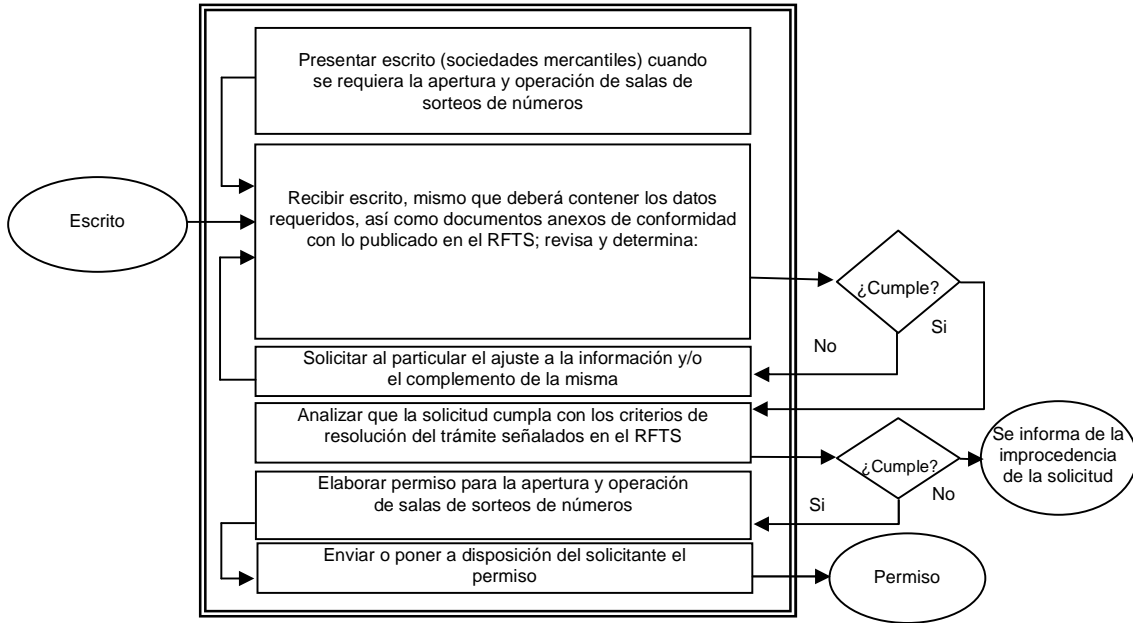 Presentar escrito (sociedades mercantiles) cuando
se requiera la apertura y operación de salas de
sorteos de números
Escrito
Recibir escrito, mismo que deberá contener los datos
requeridos, así como documentos anexos de conformidad
con lo publicado en el RFTS; revisa y determina:
¿Cumple?
Si
No
Solicitar al particular el ajuste a la información y/o
el complemento de la misma
Analizar que la solicitud cumpla con los criterios de
resolución del trámite señalados en el RFTS
¿Cumple?
Se informa de la
improcedencia
de la solicitud
No
Si
Elaborar permiso para la apertura y operación
de salas de sorteos de números
Enviar o poner a disposición del solicitante el
permiso
Permiso